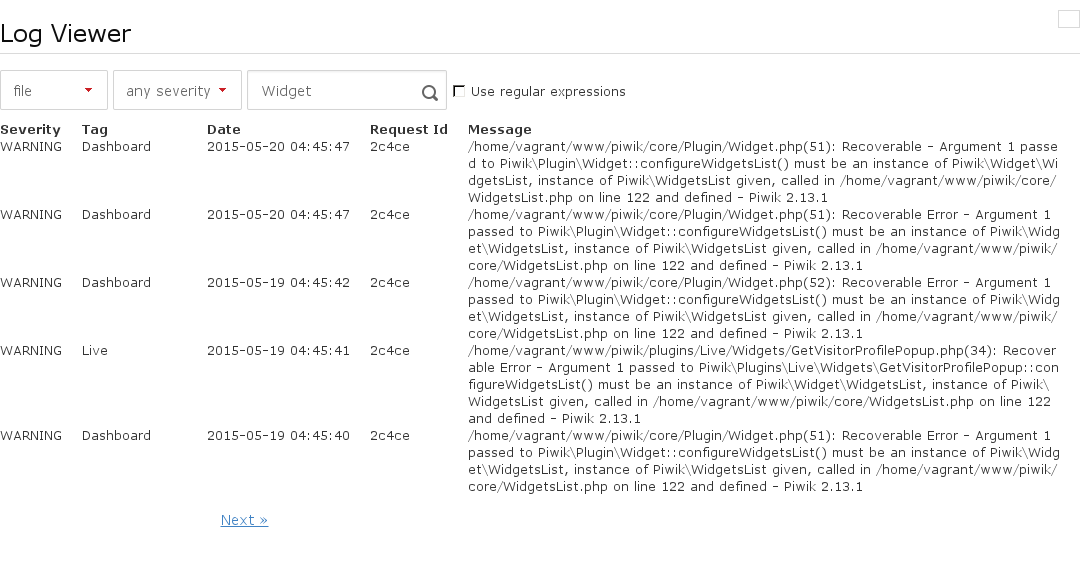 Log Viewer
file any severity Widget Use regular expressions
Severity Tag Date Request Id Message
WARNING Dashboard 2015-05-20 04:45:47 2c4ce /home/vagrant/www/piwik/core/Plugin/Widget.php(51): Recoverable - Argument 1 passe
d to Piwik\Plugin\Widget::configureWidgetsList() must be an instance of Piwik\Widget\Wi
dgetsList, instance of Piwik\WidgetsList given, called in /home/vagrant/www/piwik/core/
WidgetsList.php on line 122 and defined - Piwik 2.13.1
WARNING Dashboard 2015-05-20 04:45:47 2c4ce /home/vagrant/www/piwik/core/Plugin/Widget.php(51): Recoverable Error - Argument 1
passed to Piwik\Plugin\Widget::configureWidgetsList() must be an instance of Piwik\Widg
et\WidgetsList, instance of Piwik\WidgetsList given, called in /home/vagrant/www/piwik/
core/WidgetsList.php on line 122 and defined - Piwik 2.13.1
WARNING Dashboard 2015-05-19 04:45:42 2c4ce /home/vagrant/www/piwik/core/Plugin/Widget.php(52): Recoverable Error - Argument 1
passed to Piwik\Plugin\Widget::configureWidgetsList() must be an instance of Piwik\Widg
et\WidgetsList, instance of Piwik\WidgetsList given, called in /home/vagrant/www/piwik/
core/WidgetsList.php on line 122 and defined - Piwik 2.13.1
WARNING Live 2015-05-19 04:45:41 2c4ce /home/vagrant/www/piwik/plugins/Live/Widgets/GetVisitorProfilePopup.php(34): Recover
able Error - Argument 1 passed to Piwik\Plugins\Live\Widgets\GetVisitorProfilePopup::con
figureWidgetsList() must be an instance of Piwik\Widget\WidgetsList, instance of Piwik\
WidgetsList given, called in /home/vagrant/www/piwik/core/WidgetsList.php on line 122
and defined - Piwik 2.13.1
WARNING Dashboard 2015-05-19 04:45:40 2c4ce /home/vagrant/www/piwik/core/Plugin/Widget.php(51): Recoverable Error - Argument 1
passed to Piwik\Plugin\Widget::configureWidgetsList() must be an instance of Piwik\Widg
et\WidgetsList, instance of Piwik\WidgetsList given, called in /home/vagrant/www/piwik/
core/WidgetsList.php on line 122 and defined - Piwik 2.13.1
Next »